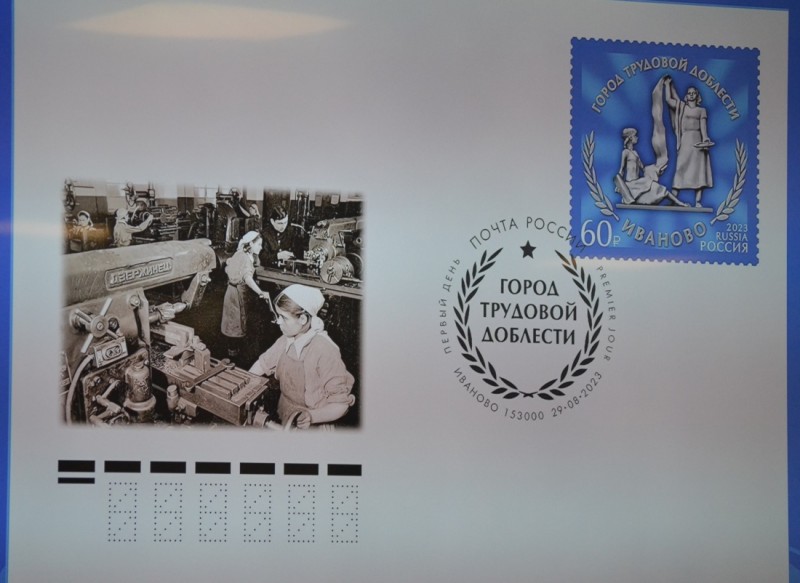 ГОРОД ТРУДОВОЙ ДОБЛЕСТИ
ИВАНОВО
60 Р
2023
RUSSIA
РОССИЯ
ДЗЕРЖИНЕЦ
ПОЧТА РОССИИ
ПЕРВЫЙ ДЕНЬ
PREMIER JOUR
ГОРОД
ТРУДОВОЙ
ДОБЛЕСТИ
ИВАНОВО 153000 29-08-2023